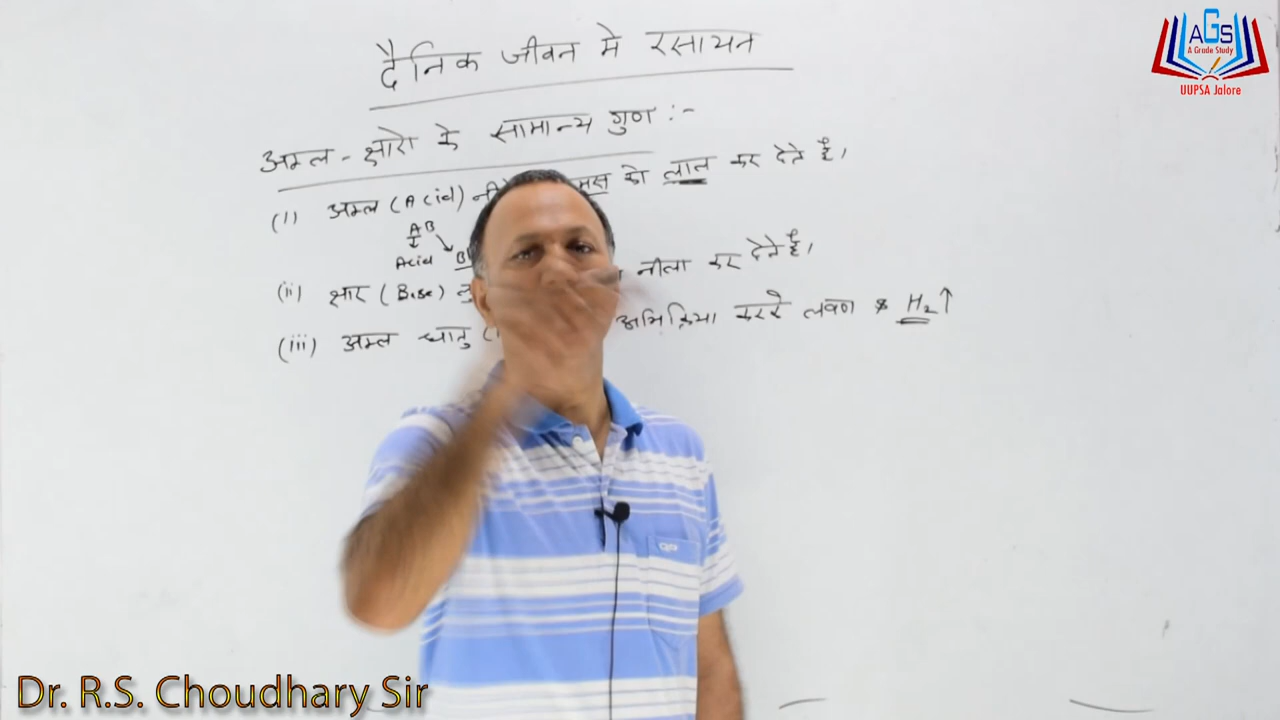 दैनिक जीवन मे रसायन
AGS
A Grade Study
UUPSA Jalore
अम्ल - क्षारो के सामान्य गुण :-
(i) अम्ल (Acid) को लाल कर देते है।
AB
Acid B
(ii) क्षार (Base) नीला कर देते है।
(iii) अम्ल धातु अभिक्रिया करके लवण H₂↑
Dr. R.S. Choudhary Sir